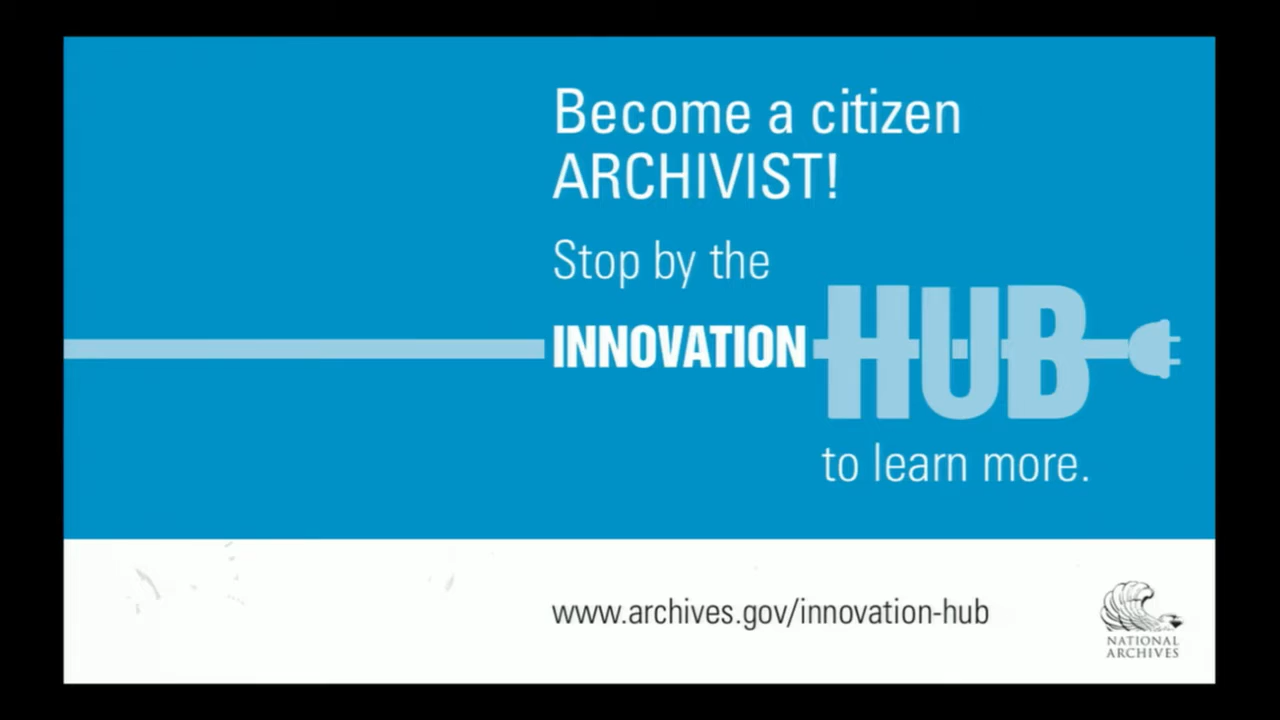 Become a citizen
ARCHIVIST!
Stop by the
INNOVATION HUB
to learn more.
www.archives.gov/innovation-hub
NATIONAL
ARCHIVES